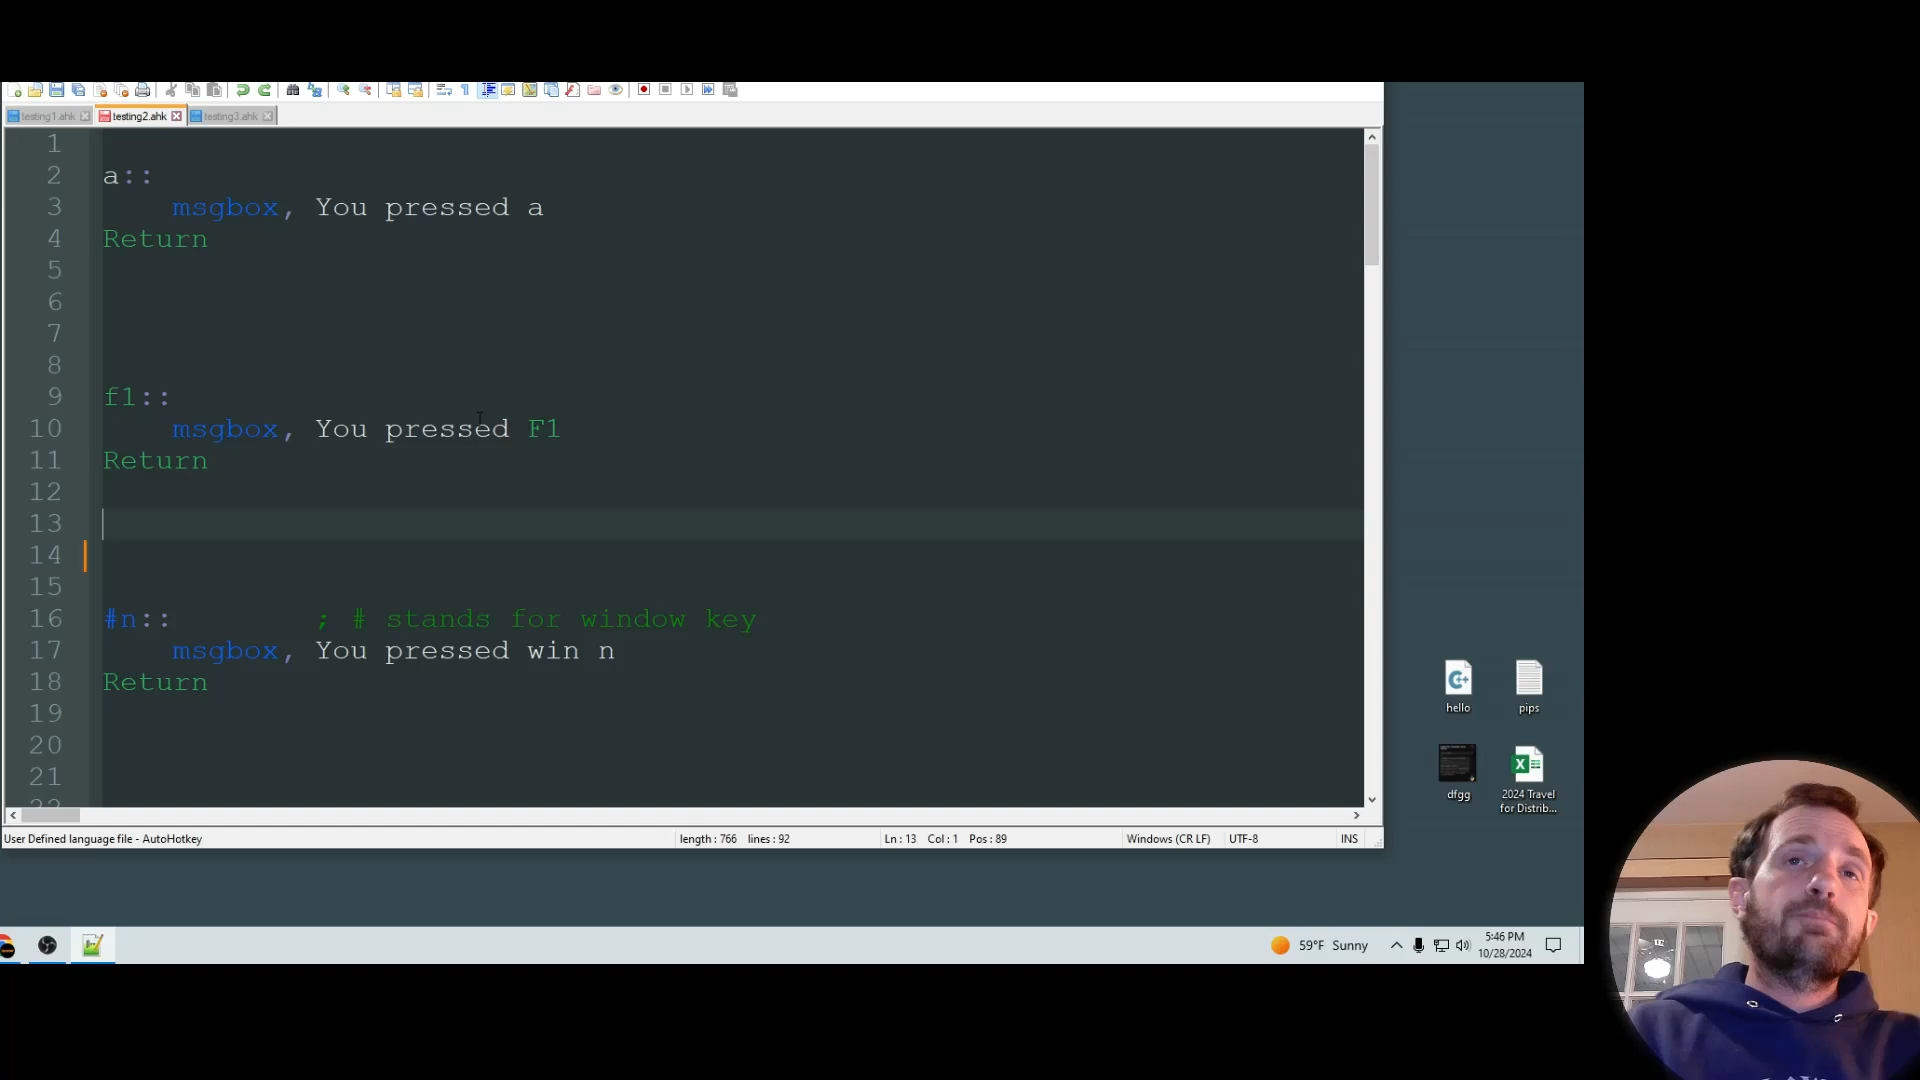 testing1.ahk testing2.ahk testing3.ahk
1
2 a::
3 msgbox, You pressed a
4 Return
5
6
7
8
9 f1::
10 msgbox, You pressed F1
11 Return
12
13
14
15
16 #n:: ; # stands for window key
17 msgbox, You pressed win n
18 Return
19
20
21
22
User Defined language file - AutoHotkey length : 766 lines : 92 Ln : 13 Col : 1 Pos : 89 Windows (CR LF) UTF-8 INS
hello pips
dfgg 2024 Travel
for Distrib...
59°F Sunny 5:46 PM
10/28/2024